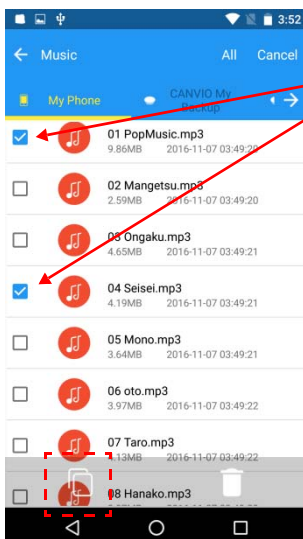 3:52
Music All Cancel
My Phone CANVIO My
Backup
01 PopMusic.mp3
9.86MB 2016-11-07 03:49:20
02 Mangetsu.mp3
2.59MB 2016-11-07 03:49:20
03 Ongaku.mp3
4.65MB 2016-11-07 03:49:21
04 Seisei.mp3
4.19MB 2016-11-07 03:49:21
05 Mono.mp3
3.64MB 2016-11-07 03:49:21
06 oto.mp3
3.97MB 2016-11-07 03:49:22
07 Taro.mp3
.13MB 2016-11-07 03:49:22
08 Hanako.mp3